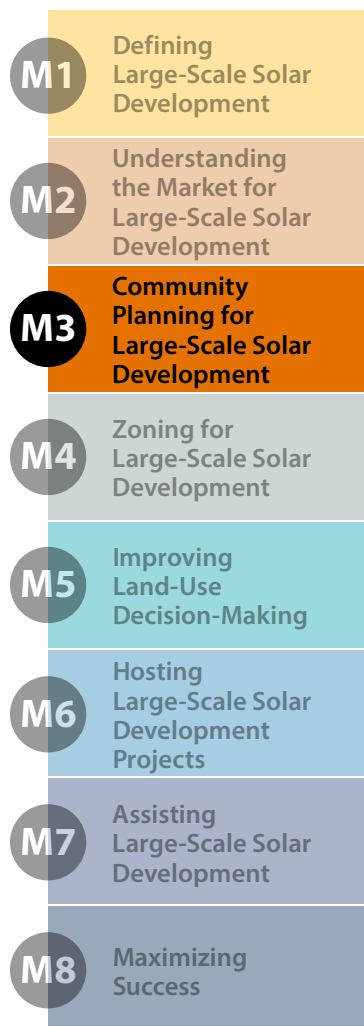 M1
Defining
Large-Scale Solar
Development
M2
Understanding
the Market for
Large-Scale Solar
Development
M3
Community
Planning for
Large-Scale Solar
Development
M4
Zoning for
Large-Scale Solar
Development
M5
Improving
Land-Use
Decision-Making
M6
Hosting
Large-Scale Solar
Development
Projects
M7
Assisting
Large-Scale Solar
Development
M8
Maximizing
Success